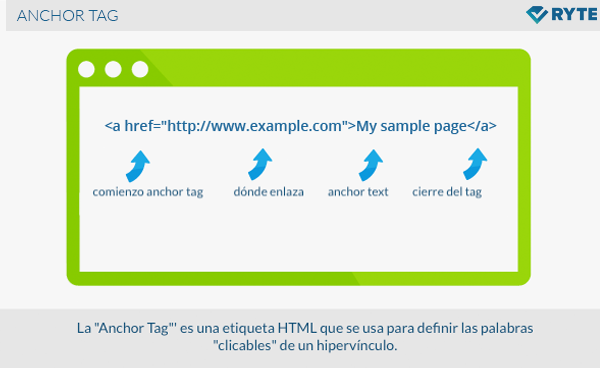 ANCHOR TAG
RYTE
<a href="http://www.example.com">My sample page</a>
comienzo anchor tag dónde enlaza anchor text cierre del tag
La "Anchor Tag"' es una etiqueta HTML que se usa para definir las palabras
"clicables" de un hipervínculo.